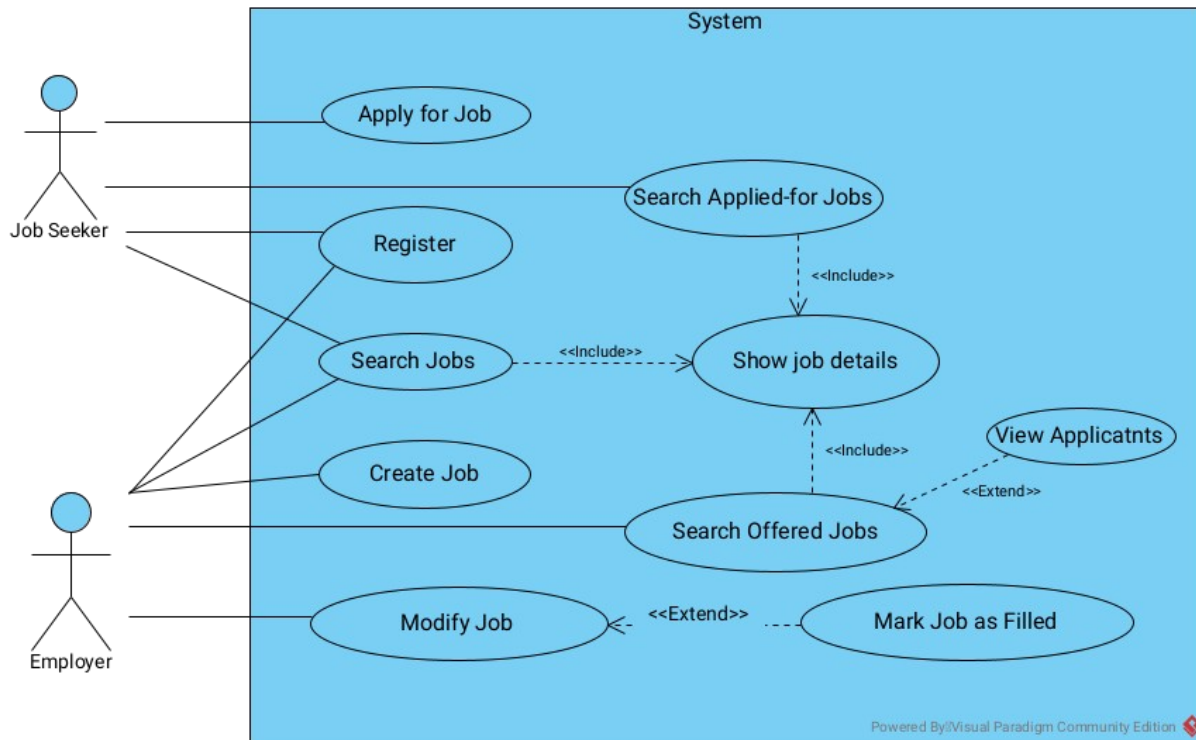 System
Apply for Job
Search Applied-for Jobs
Job Seeker
Register
<<Include>>
Search Jobs
<<Include>>
Show job details
View Applicatnts
<<Include>>
Create Job
<<Extend>>
Search Offered Jobs
<<Extend>>
Modify Job
Mark Job as Filled
Employer
Powered By Visual Paradigm Community Edition